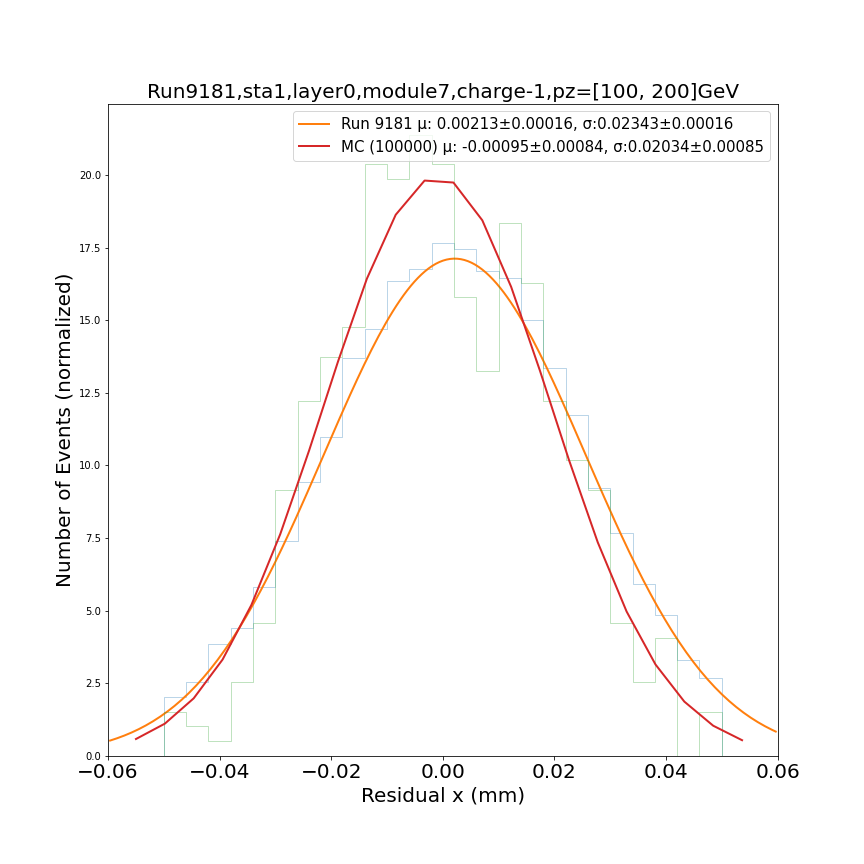 Run9181,sta1,layer0,module7,charge-1,pz=[100, 200]GeV
Run 9181 μ: 0.00213±0.00016, σ:0.02343±0.00016
MC (100000) μ: -0.00095±0.00084, σ:0.02034±0.00085
Number of Events (normalized)
20.0
17.5
15.0
12.5
10.0
7.5
5.0
2.5
0.0
−0.06 −0.04 −0.02 0.00 0.02 0.04 0.06
Residual x (mm)